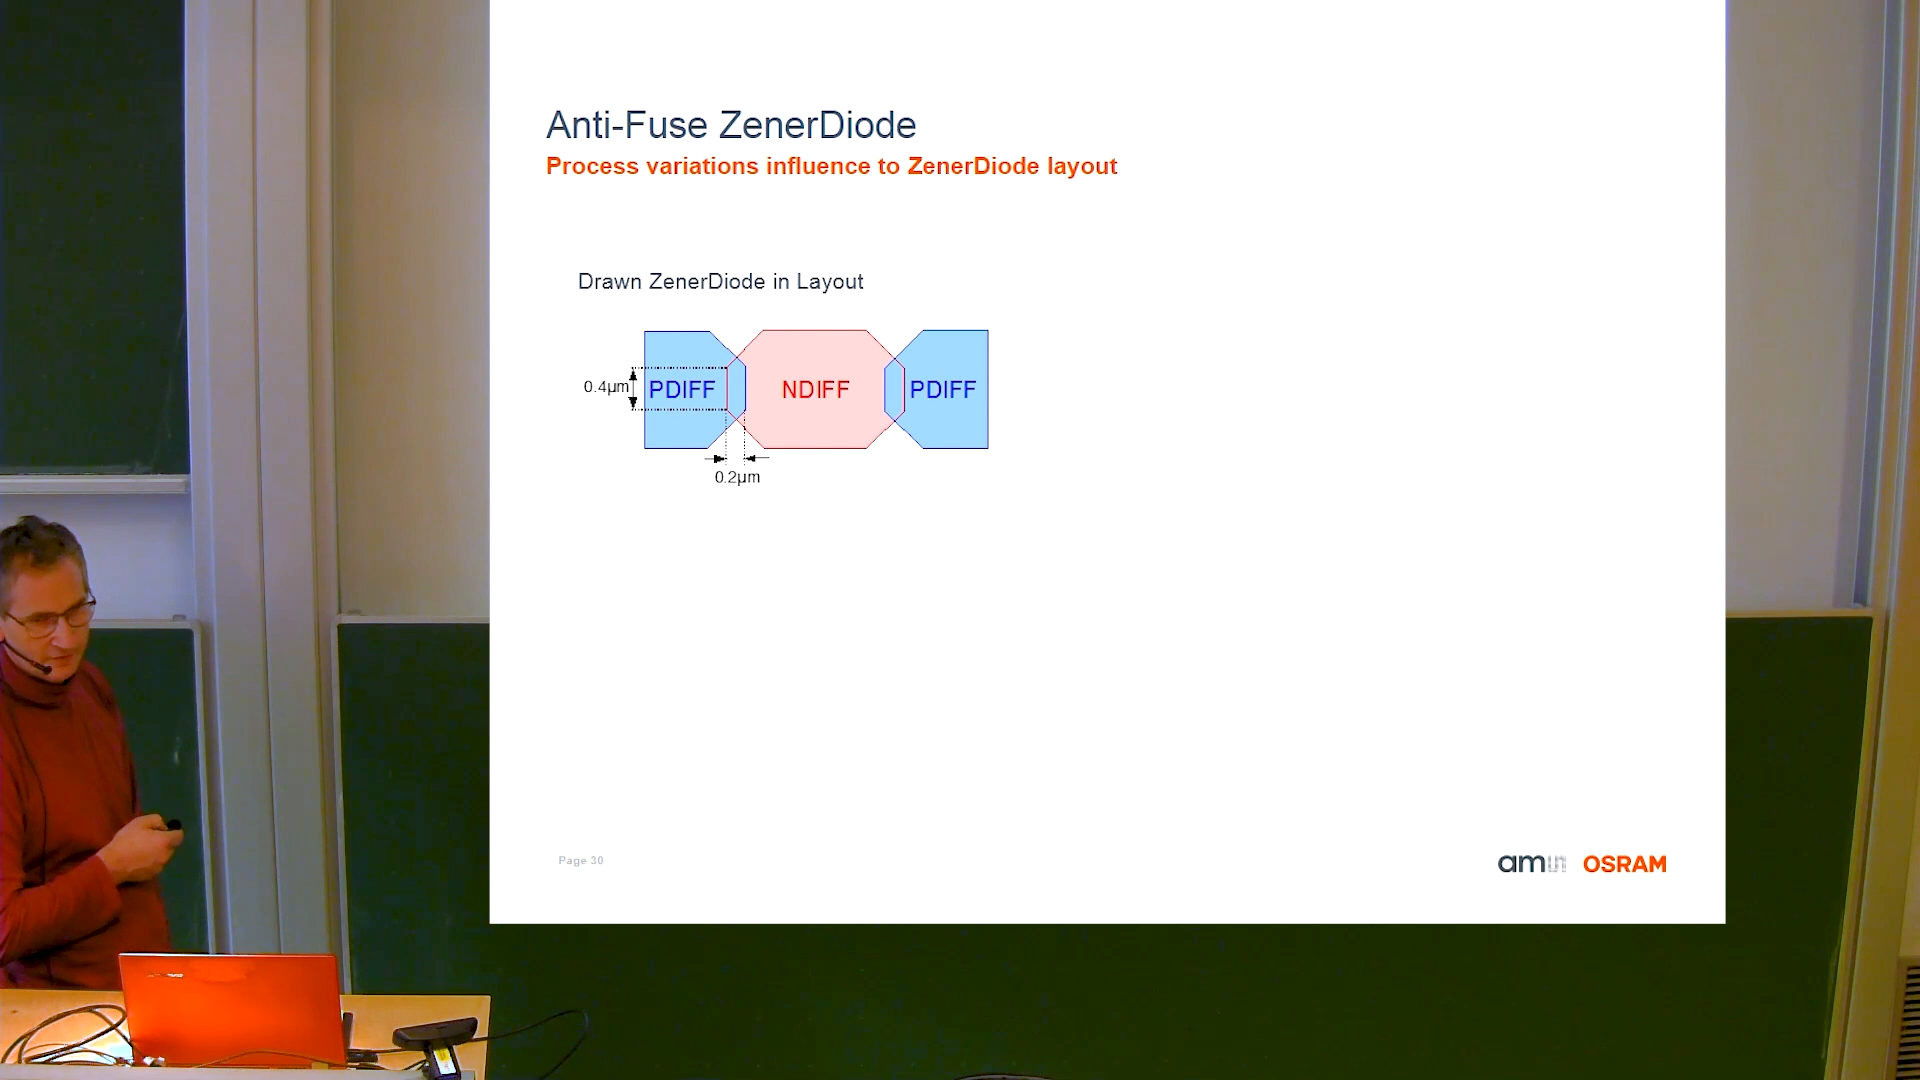 Anti-Fuse ZenerDiode
Process variations influence to ZenerDiode layout
Drawn ZenerDiode in Layout
0.4µm
PDIFF
NDIFF
PDIFF
0.2µm
Page 30
am
OSRAM